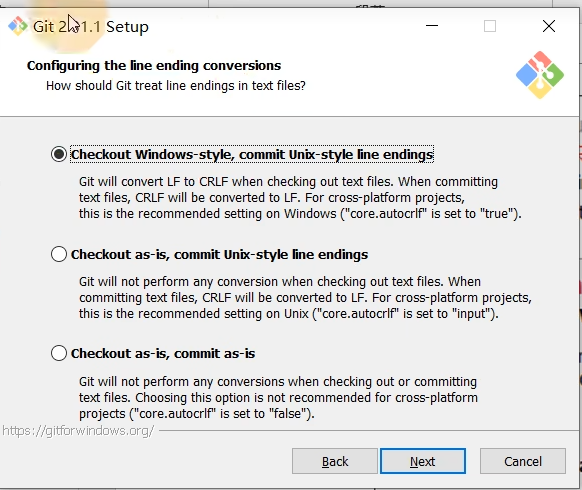 Git 2.  1.1 Setup
Configuring the line ending conversions
How should Git treat line endings in text files?
Checkout Windows-style, commit Unix-style line endings
Git will convert LF to CRLF when checking out text files. When committing
text files, CRLF will be converted to LF. For cross-platform projects,
this is the recommended setting on Windows ("core.autocrlf" is set to "true").
Checkout as-is, commit Unix-style line endings
Git will not perform any conversion when checking out text files. When
committing text files, CRLF will be converted to LF. For cross-platform projects,
this is the recommended setting on Unix ("core.autocrlf" is set to "input").
Checkout as-is, commit as-is
Git will not perform any conversions when checking out or committing
text files. Choosing this option is not recommended for cross-platform
projects ("core.autocrlf" is set to "false").
https://gitforwindows.org/
Back
Next
Cancel